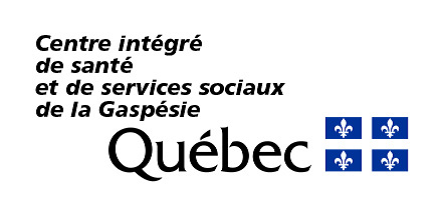 Centre intégré
de santé
et de services sociaux
de la Gaspésie
Québec